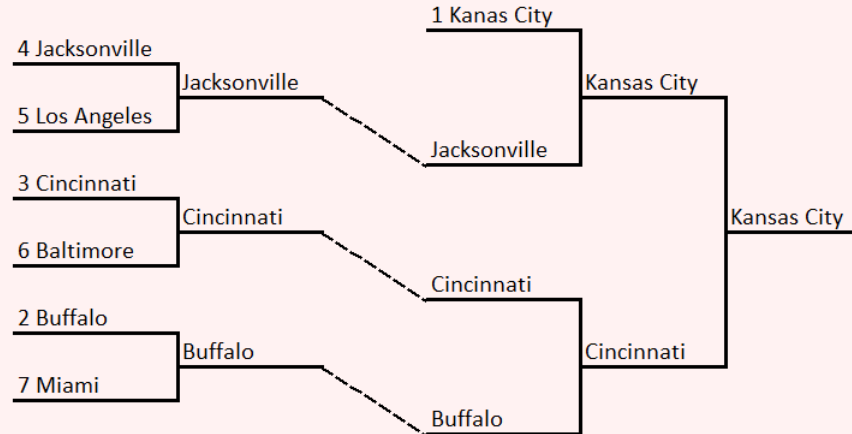 1 Kanas City
4 Jacksonville
Jacksonville
Kansas City
5 Los Angeles
Jacksonville
3 Cincinnati
Cincinnati
Kansas City
6 Baltimore
Cincinnati
2 Buffalo
Buffalo
Cincinnati
7 Miami
Buffalo